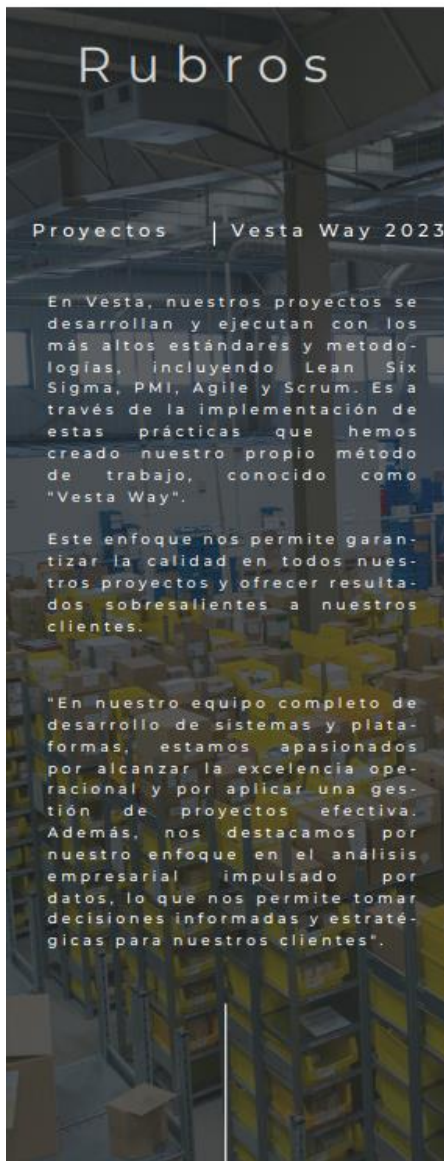 Rubros
Proyectos | Vesta Way 2023
En Vesta, nuestros proyectos se
desarrollan y ejecutan con los
más altos estándares y metodo-
logías, incluyendo Lean Six
Sigma, PMI, Agile y Scrum. Es a
través de la implementación de
estas prácticas que hemos
creado nuestro propio método
de trabajo, conocido como
"Vesta Way".
Este enfoque nos permite garan-
tizar la calidad en todos nues-
tros proyectos y ofrecer resulta-
dos sobresalientes a nuestros
clientes.
"En nuestro equipo completo de
desarrollo de sistemas y plata-
formas, estamos apasionados
por alcanzar la excelencia ope-
racional y por aplicar una ges-
tión de proyectos efectiva.
Además, nos destacamos por
nuestro enfoque en el análisis
empresarial impulsado por
datos, lo que nos permite tomar
decisiones informadas y estraté-
gicas para nuestros clientes".